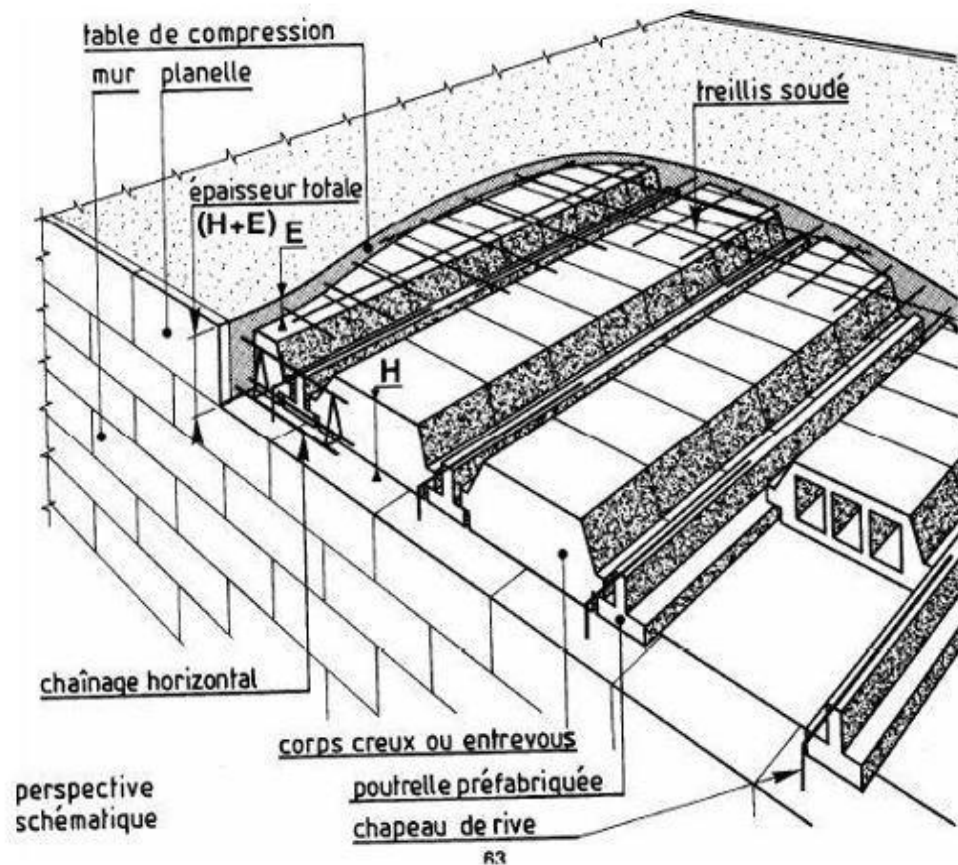 table de compression
mur planelle
treillis soudé
épaisseur totale
(H+E) E
H
chaînage horizontal
corps creux ou entrevous
poutrelle préfabriquée
chapeau de rive
perspective
schématique
63